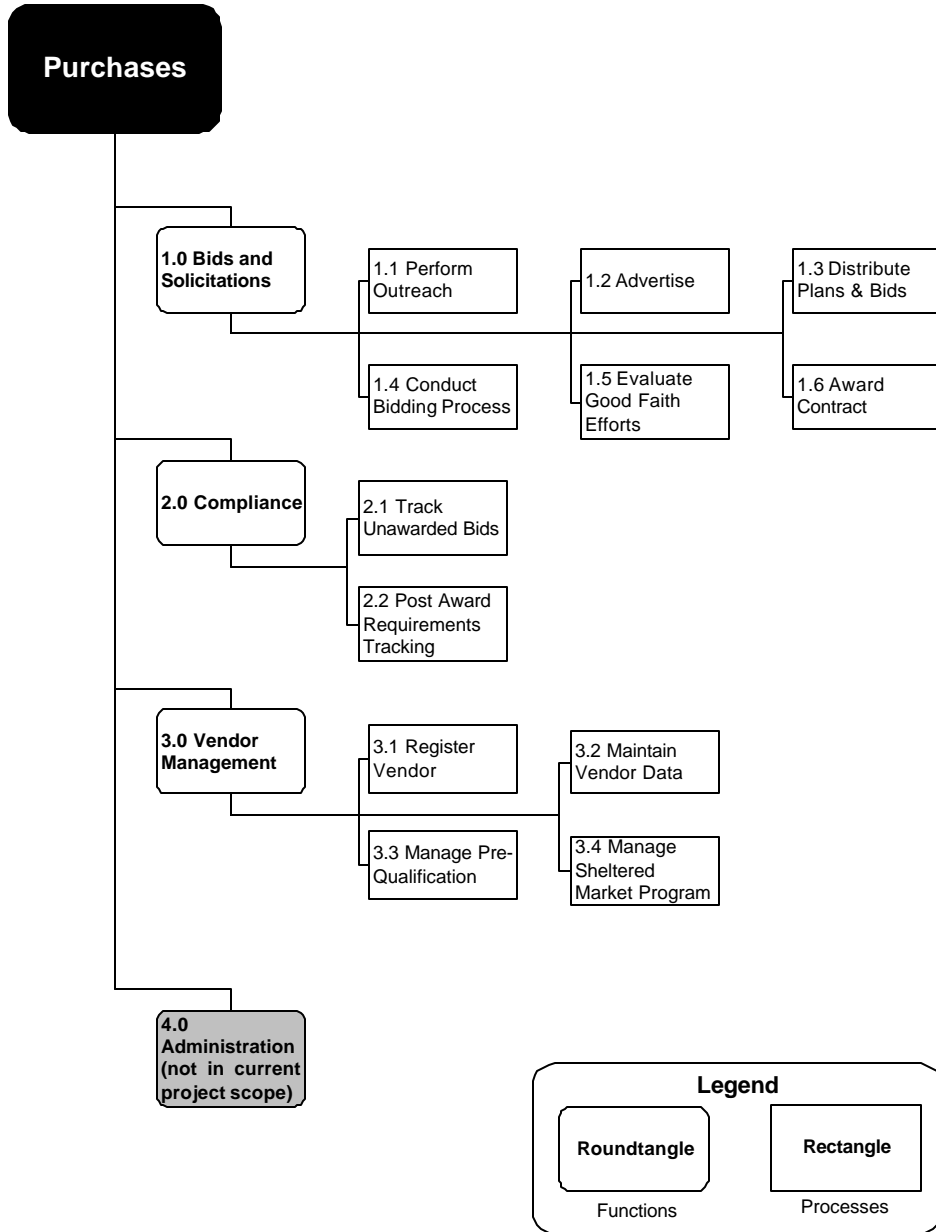 Purchases
1.0 Bids and
Solicitations
1.1 Perform
Outreach
1.2 Advertise
1.3 Distribute
Plans & Bids
1.4 Conduct
Bidding Process
1.5 Evaluate
Good Faith
Efforts
1.6 Award
Contract
2.0 Compliance
2.1 Track
Unawarded Bids
2.2 Post Award
Requirements
Tracking
3.0 Vendor
Management
3.1 Register
Vendor
3.2 Maintain
Vendor Data
3.3 Manage Pre-
Qualification
3.4 Manage
Sheltered
Market Program
4.0
Administration
(not in current
project scope)
Legend
Roundtangle
Rectangle
Functions
Processes